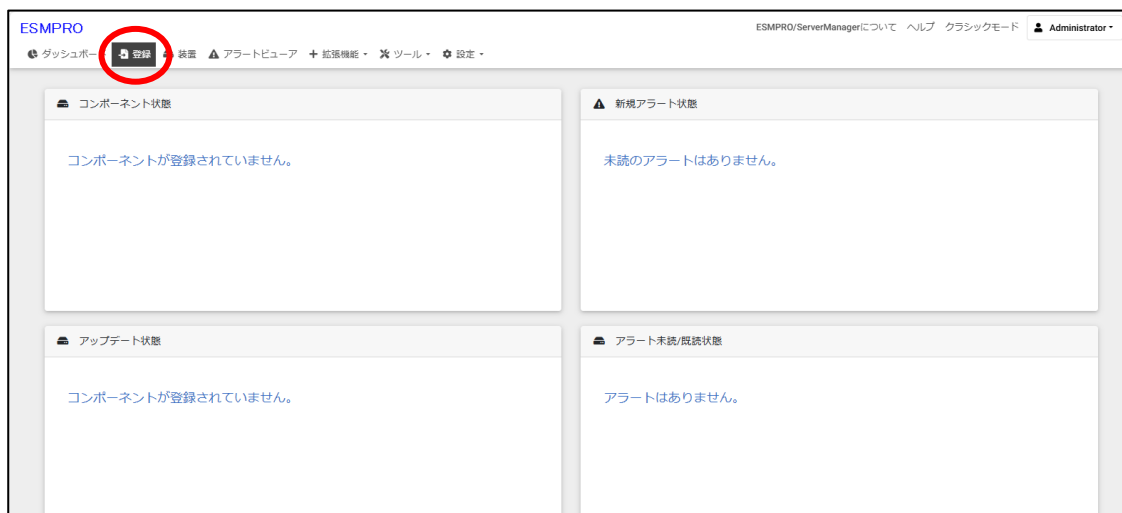 ESMPRO
ESMPRO/ServerManagerについて ヘルプ クラシックモード Administrator
ダッシュボー 登録 装置 アラートビューア 拡張機能 ツール 設定
コンポーネント状態
コンポーネントが登録されていません。
新規アラート状態
未読のアラートはありません。
アップデート状態
コンポーネントが登録されていません。
アラート未読/既読状態
アラートはありません。